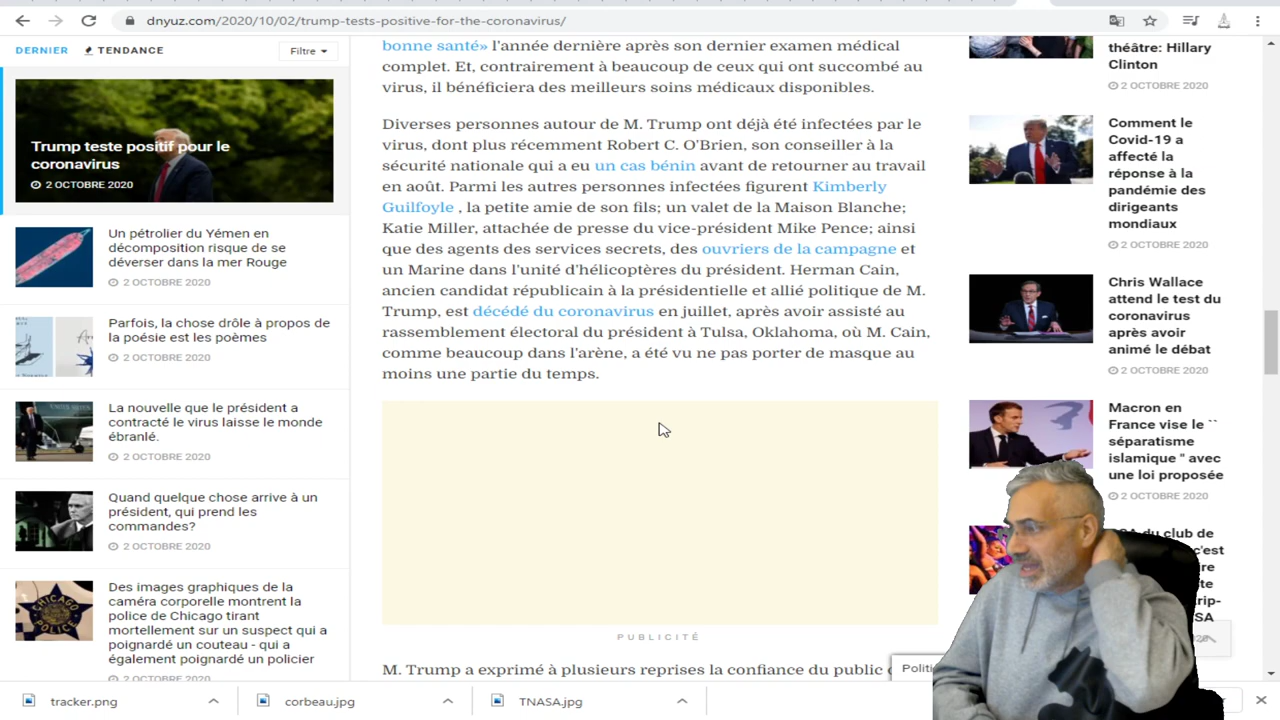 dnyuz.com/2020/10/02/trump-tests-positive-for-the-coronavirus/
DERNIER
TENDANCE
Filtre
Trump teste positif pour le
coronavirus
2 OCTOBRE 2020
Un pétrolier du Yémen en
décomposition risque de se
déverser dans la mer Rouge
2 OCTOBRE 2020
Parfois, la chose drôle à propos de
la poésie est les poèmes
2 OCTOBRE 2020
La nouvelle que le président a
contracté le virus laisse le monde
ébranlé.
2 OCTOBRE 2020
Quand quelque chose arrive à un
président, qui prend les
commandes?
2 OCTOBRE 2020
CHICAGO
POLICE
Des images graphiques de la
caméra corporelle montrent la
police de Chicago tirant
mortellement sur un suspect qui a
poignardé un couteau - qui a
également poignardé un policier
2 OCTOBRE 2020
bonne santé» l'année dernière après son dernier examen médical
complet. Et, contrairement à beaucoup de ceux qui ont succombé au
virus, il bénéficiera des meilleurs soins médicaux disponibles.
Diverses personnes autour de M. Trump ont déjà été infectées par le
virus, dont plus récemment Robert C. O'Brien, son conseiller à la
sécurité nationale qui a eu un cas bénin avant de retourner au travail
en août. Parmi les autres personnes infectées figurent Kimberly
Guilfoyle , la petite amie de son fils; un valet de la Maison Blanche;
Katie Miller, attachée de presse du vice-président Mike Pence; ainsi
que des agents des services secrets, des ouvriers de la campagne et
un Marine dans l'unité d'hélicoptères du président. Herman Cain,
ancien candidat républicain à la présidentielle et allié politique de M.
Trump, est décédé du coronavirus en juillet, après avoir assisté au
rassemblement électoral du président à Tulsa, Oklahoma, où M. Cain,
comme beaucoup dans l'arène, a été vu ne pas porter de masque au
moins une partie du temps.
PUBLICITÉ
M. Trump a exprimé à plusieurs reprises la confiance du public
théâtre: Hillary
Clinton
2 OCTOBRE 2020
Comment le
Covid-19 a
affecté la
réponse à la
pandémie des
dirigeants
mondiaux
2 OCTOBRE 2020
Chris Wallace
attend le test du
coronavirus
après avoir
animé le débat
2 OCTOBRE 2020
Macron en
France vise le ``
séparatisme
islamique " avec
une loi proposée
2 OCTOBRE 2020
du club de
c'est
tracker.png
corbeau.jpg
TNASA.jpg